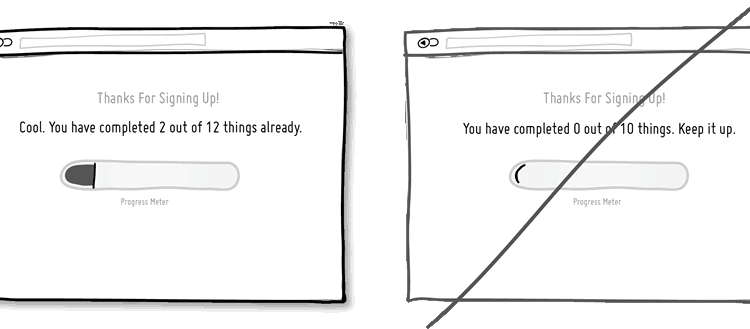 Thanks For Signing Up!
Cool. You have completed 2 out of 12 things already.
Progress Meter
Thanks For Signing Up!
You have completed 0 out of 10 things. Keep it up.
Progress Meter